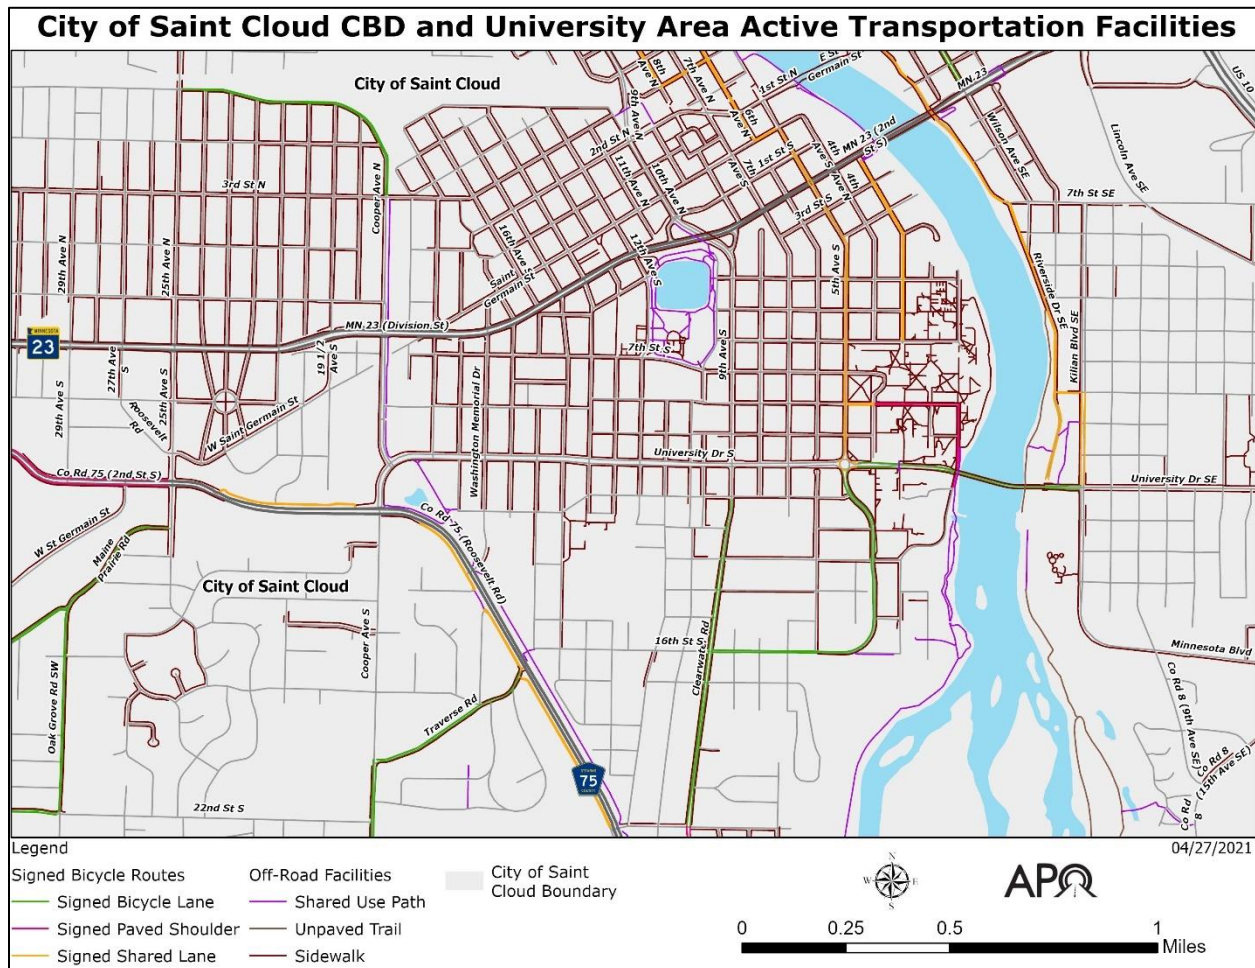 City of Saint Cloud CBD and University Area Active Transportation Facilities
City of Saint Cloud
8th
Ave N
7th Ave N
6th
Ave N
1st St N
E St
Germain St
MN 23
US 10
9th
Ave N
2nd St N
11th Ave N
10th Ave N
7th
Ave S
1st St S
MN 23 (2nd
St S)
5th
Ave S
4th
Ave N
4th
Ave S
3rd St S
Wilson Ave SE
Lincoln Ave SE
7th St SE
3rd St N
Cooper Ave N
29th Ave N
25th Ave N
16th Ave S
12th Ave S
Saint
Germain St
MN 23 (Division St)
MINNESOTA
23
5th Ave S
Riverside Dr SE
Kilian Blvd SE
7th St S
9th Ave S
19 1/2
Ave S
27th Ave
S
29th Ave S
25th Ave S
Roosevelt
Rd
W Saint Germain St
Washington Memorial Dr
University Dr S
University Dr SE
Co Rd 75 (2nd St S)
W St Germain St
Maine
Prairie Rd
Co Rd 75 (Roosevelt Rd)
City of Saint Cloud
Cooper Ave S
16th St S
Clearwater Rd
Minnesota Blvd
Oak Grove Rd SW
Traverse Rd
Co Rd 8 (9th Ave SE)
Co Rd 8
(15th Ave SE)
Co Rd
8
75
22nd St S
04/27/2021
Legend
Signed Bicycle Routes
Signed Bicycle Lane
Signed Paved Shoulder
Signed Shared Lane
Off-Road Facilities
Shared Use Path
Unpaved Trail
Sidewalk
City of Saint
Cloud Boundary
N
W E
S
APO
0 0.25 0.5 1
Miles